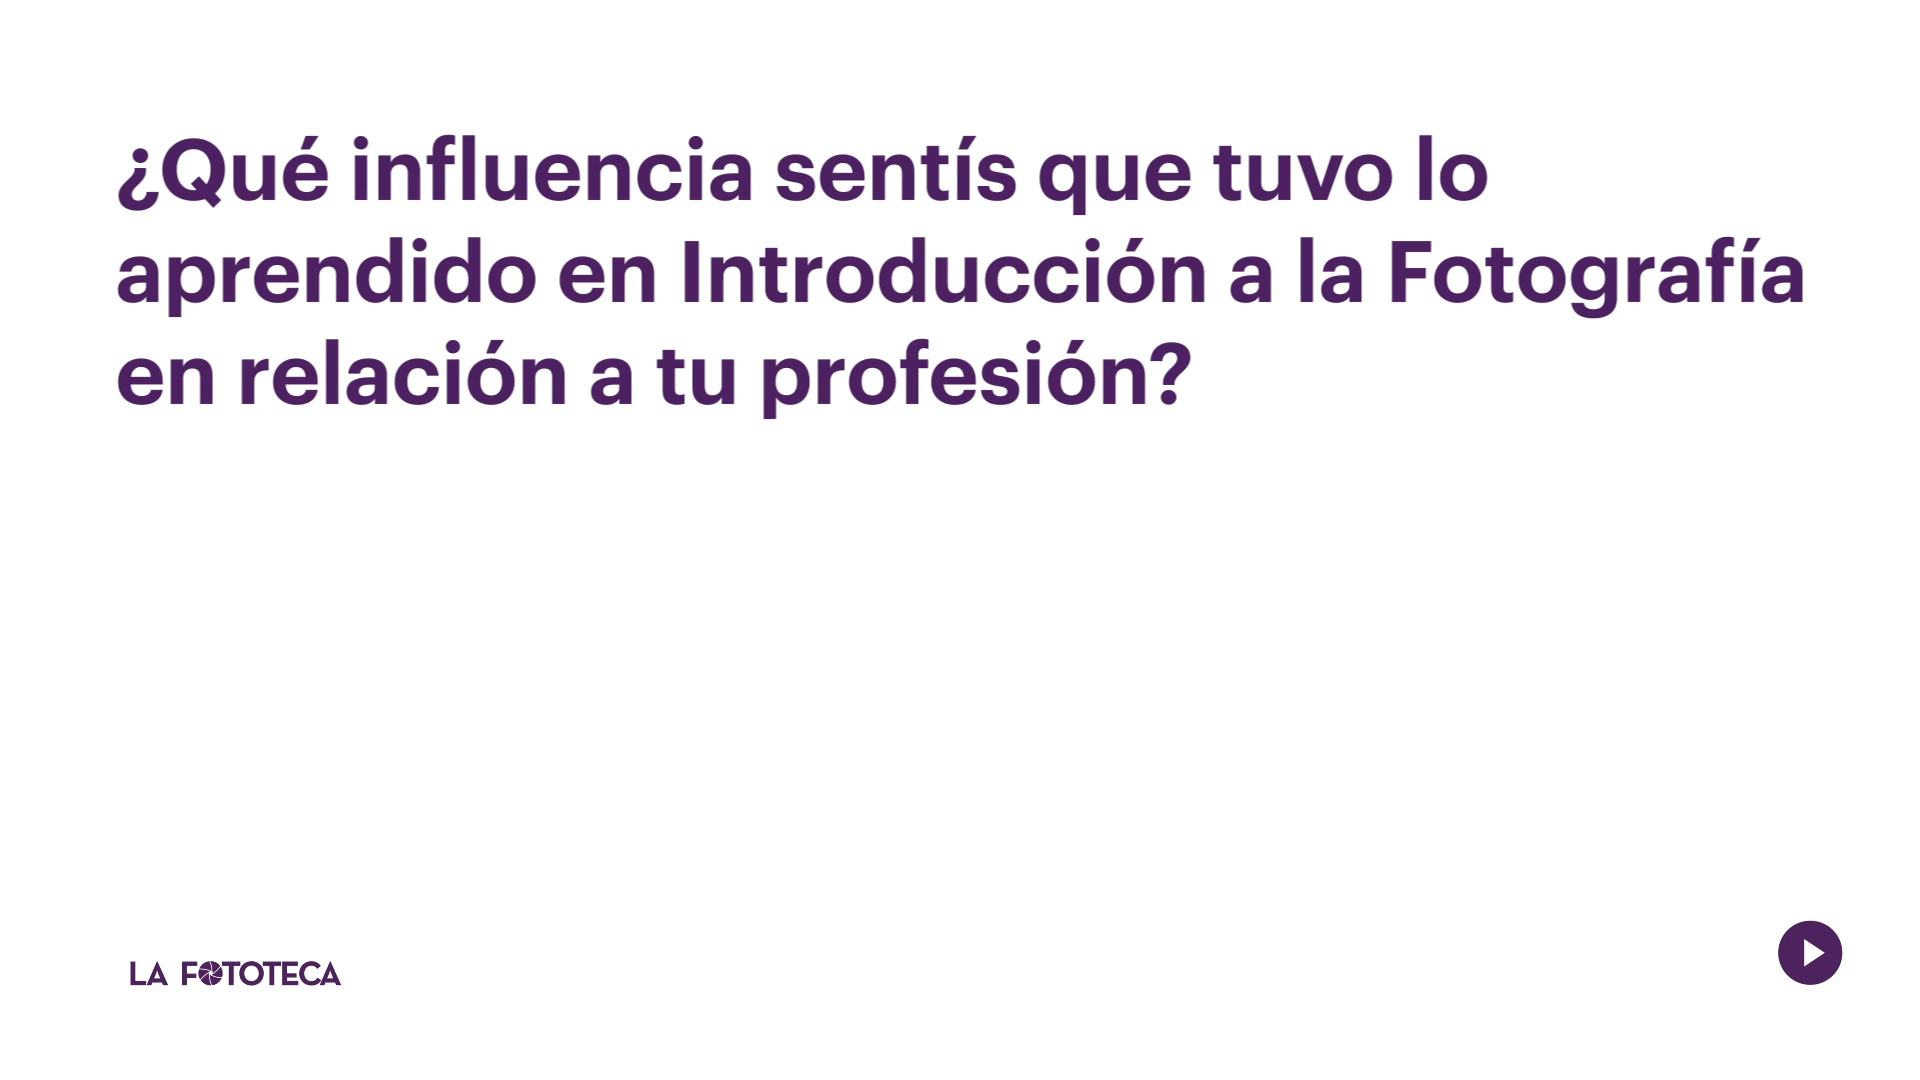 ¿Qué influencia sentís que tuvo lo
aprendido en Introducción a la Fotografía
en relación a tu profesión?
LA FOTOTECA